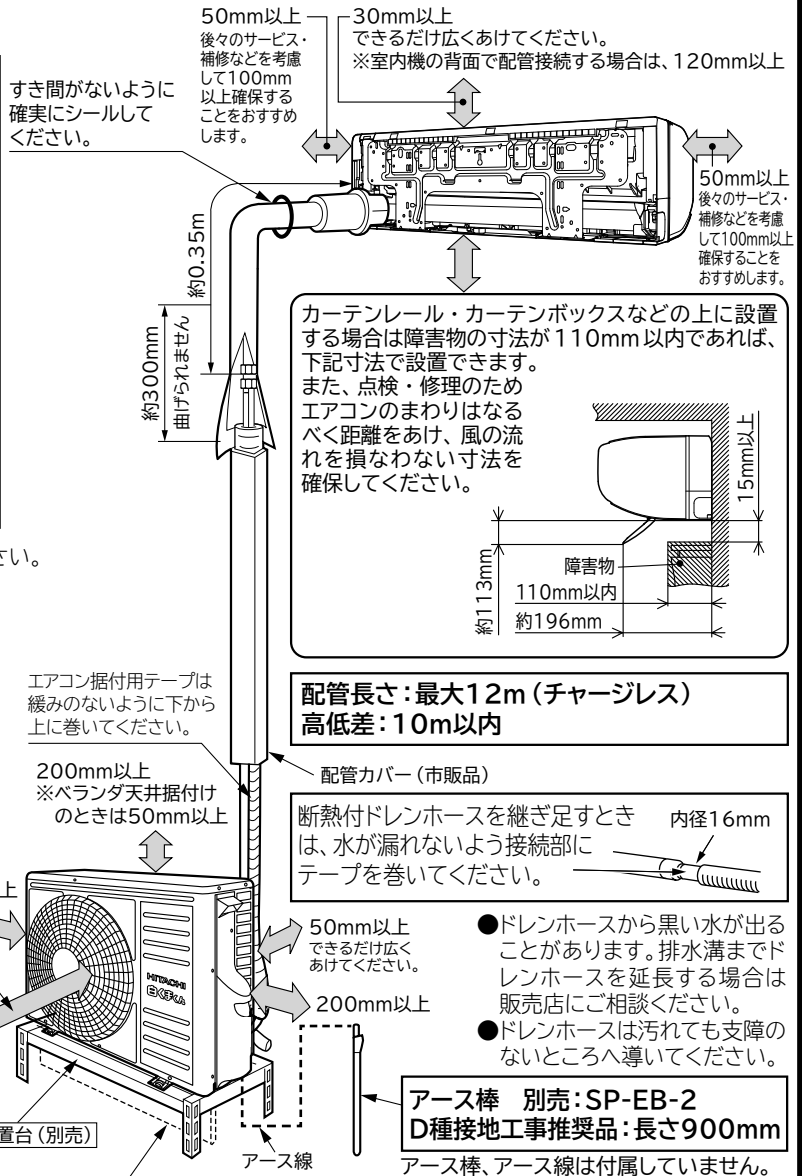 50mm以上
後々のサービス・
補修などを考慮
して100mm
以上確保する
ことをおすすめ
します。
30mm以上
できるだけ広くあけてください。
※室内機の背面で配管接続する場合は、120mm以上
すき間がないように
確実にシールして
ください。
50mm以上
後々のサービス・
補修などを考慮
して100mm以上
確保することを
おすすめします。
約0.35m
約300mm
曲げられません
カーテンレール・カーテンボックスなどの上に設置
する場合は障害物の寸法が110mm以内であれば、
下記寸法で設置できます。
また、点検・修理のため
エアコンのまわりはなる
べく距離をあけ、風の流
れを損なわない寸法を
確保してください。
15mm以上
約113mm
障害物
110mm以内
約196mm
さい。
エアコン据付用テープは
緩みのないように下から
上に巻いてください。
配管長さ：最大12m（チャージレス）
高低差：10m以内
配管カバー（市販品）
200mm以上
※ベランダ天井据付け
のときは50mm以上
断熱付ドレンホースを継ぎ足すとき
は、水が漏れないよう接続部に
テープを巻いてください。
内径16mm
上
50mm以上
できるだけ広く
あけてください。
200mm以上
HITACHI
白くまくん
●ドレンホースから黒い水が出る
ことがあります。排水溝までド
レンホースを延長する場合は
販売店にご相談ください。
●ドレンホースは汚れても支障の
ないところへ導いてください。
置台（別売）
アース線
アース棒　別売：SP-EB-2
D種接地工事推奨品：長さ900mm
アース棒、アース線は付属していません。